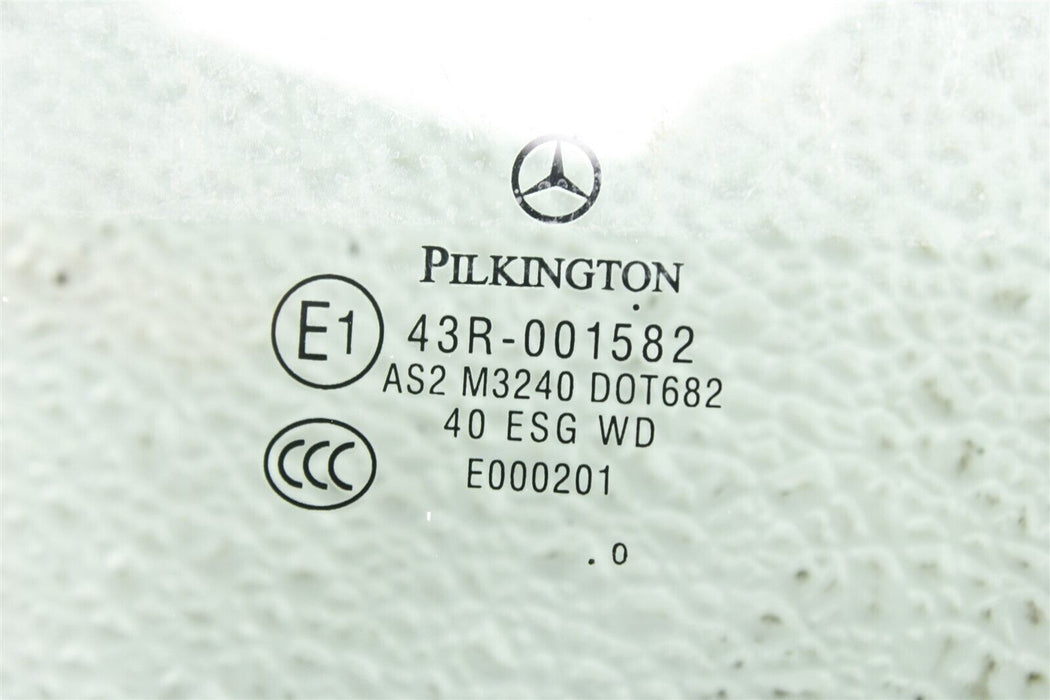 PILKINGTON
E1 43R-001582
AS2 M3240 DOT682
40 ESG WD
CCC E000201
. 0